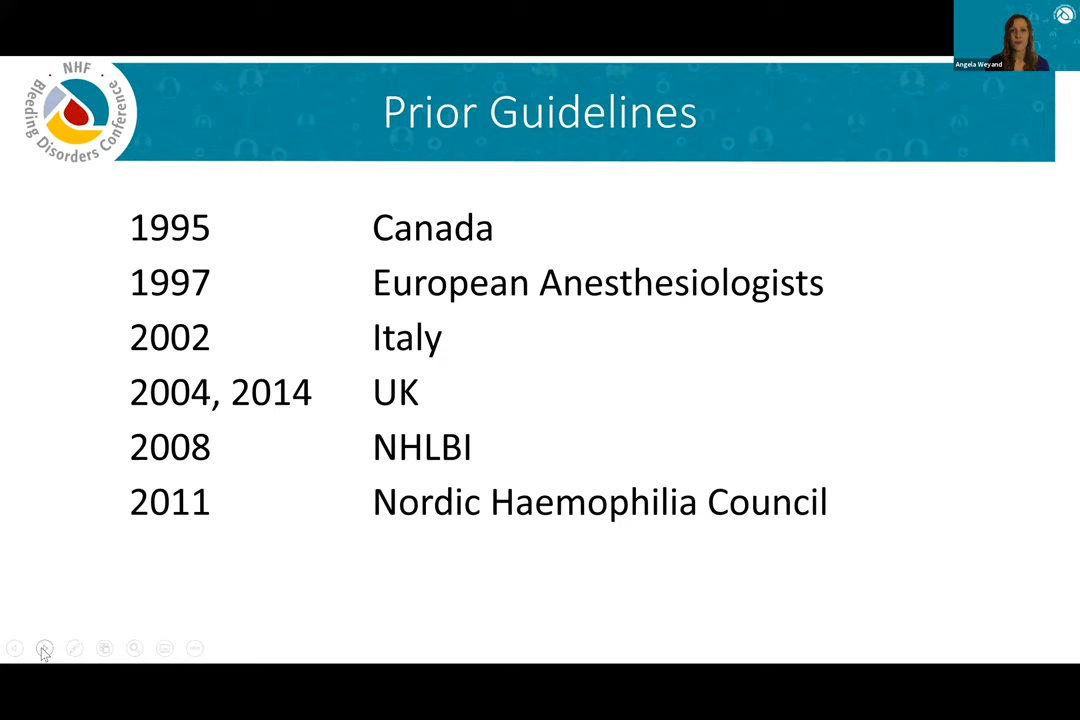 Angela Weyand
· NHF ·
Bleeding Disorders Conference
Prior Guidelines
1995 Canada
1997 European Anesthesiologists
2002 Italy
2004, 2014 UK
2008 NHLBI
2011 Nordic Haemophilia Council